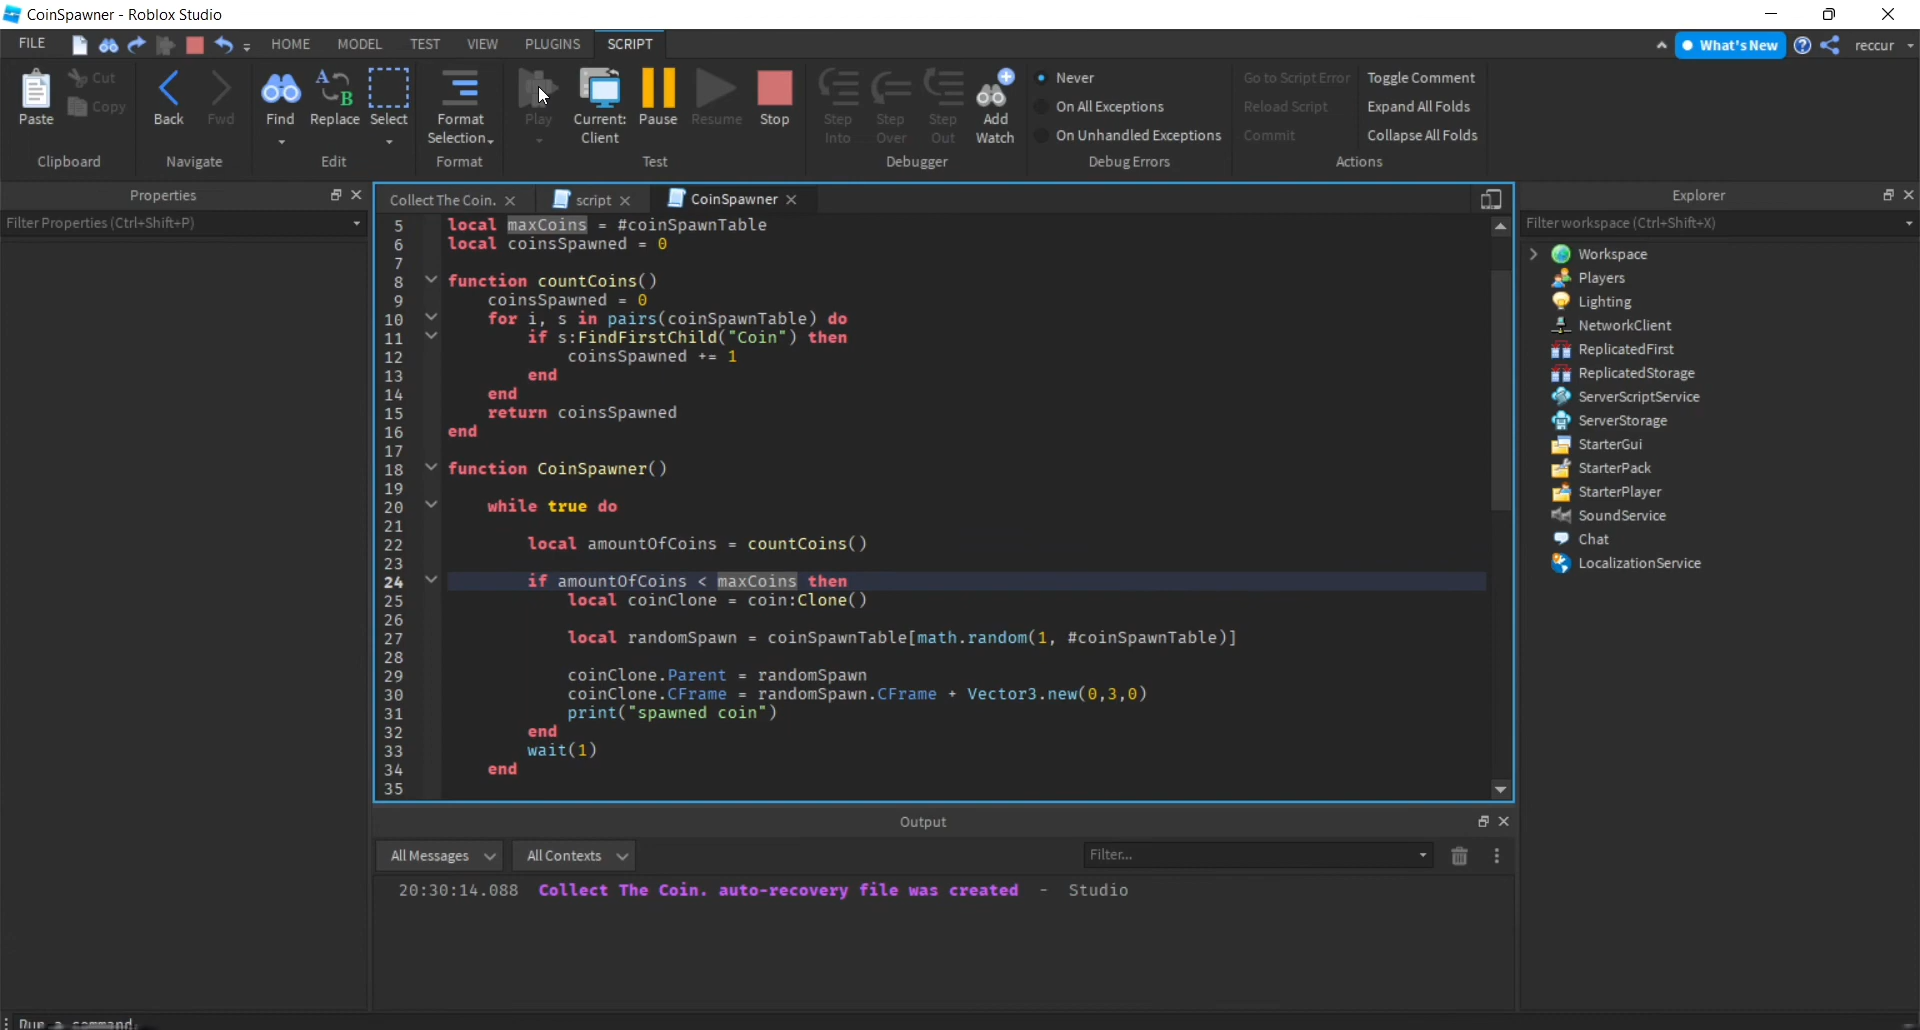 CoinSpawner - Roblox Studio
FILE HOME MODEL TEST VIEW PLUGINS SCRIPT What's New reccur
Paste Cut Copy Back Fwd Find Replace Select Format Selection Play Current: Client Pause Resume Stop Step Into Step Over Step Out Add Watch
Never
On All Exceptions
On Unhandled Exceptions
Go to Script Error Toggle Comment
Reload Script Expand All Folds
Commit Collapse All Folds
Clipboard Navigate Edit Format Test Debugger Debug Errors Actions
Properties
Filter Properties (Ctrl+Shift+P)
Collect The Coin. script CoinSpawner
5 local maxCoins = #coinSpawnTable
6 local coinsSpawned = 0
7
8 function countCoins()
9 coinsSpawned = 0
10 for i, s in pairs(coinSpawnTable) do
11 if s:FindFirstChild("Coin") then
12 coinsSpawned += 1
13 end
14 end
15 return coinsSpawned
16 end
17
18 function CoinSpawner()
19
20 while true do
21
22 local amountOfCoins = countCoins()
23
24 if amountOfCoins < maxCoins then
25 local coinClone = coin:Clone()
26
27 local randomSpawn = coinSpawnTable[math.random(1, #coinSpawnTable)]
28
29 coinClone.Parent = randomSpawn
30 coinClone.CFrame = randomSpawn.CFrame + Vector3.new(0,3,0)
31 print("spawned coin")
32 end
33 wait(1)
34 end
35
Explorer
Filter workspace (Ctrl+Shift+X)
Workspace
Players
Lighting
NetworkClient
ReplicatedFirst
ReplicatedStorage
ServerScriptService
ServerStorage
StarterGui
StarterPack
StarterPlayer
SoundService
Chat
LocalizationService
Output
All Messages All Contexts Filter...
20:30:14.088 Collect The Coin. auto-recovery file was created - Studio
Run a command